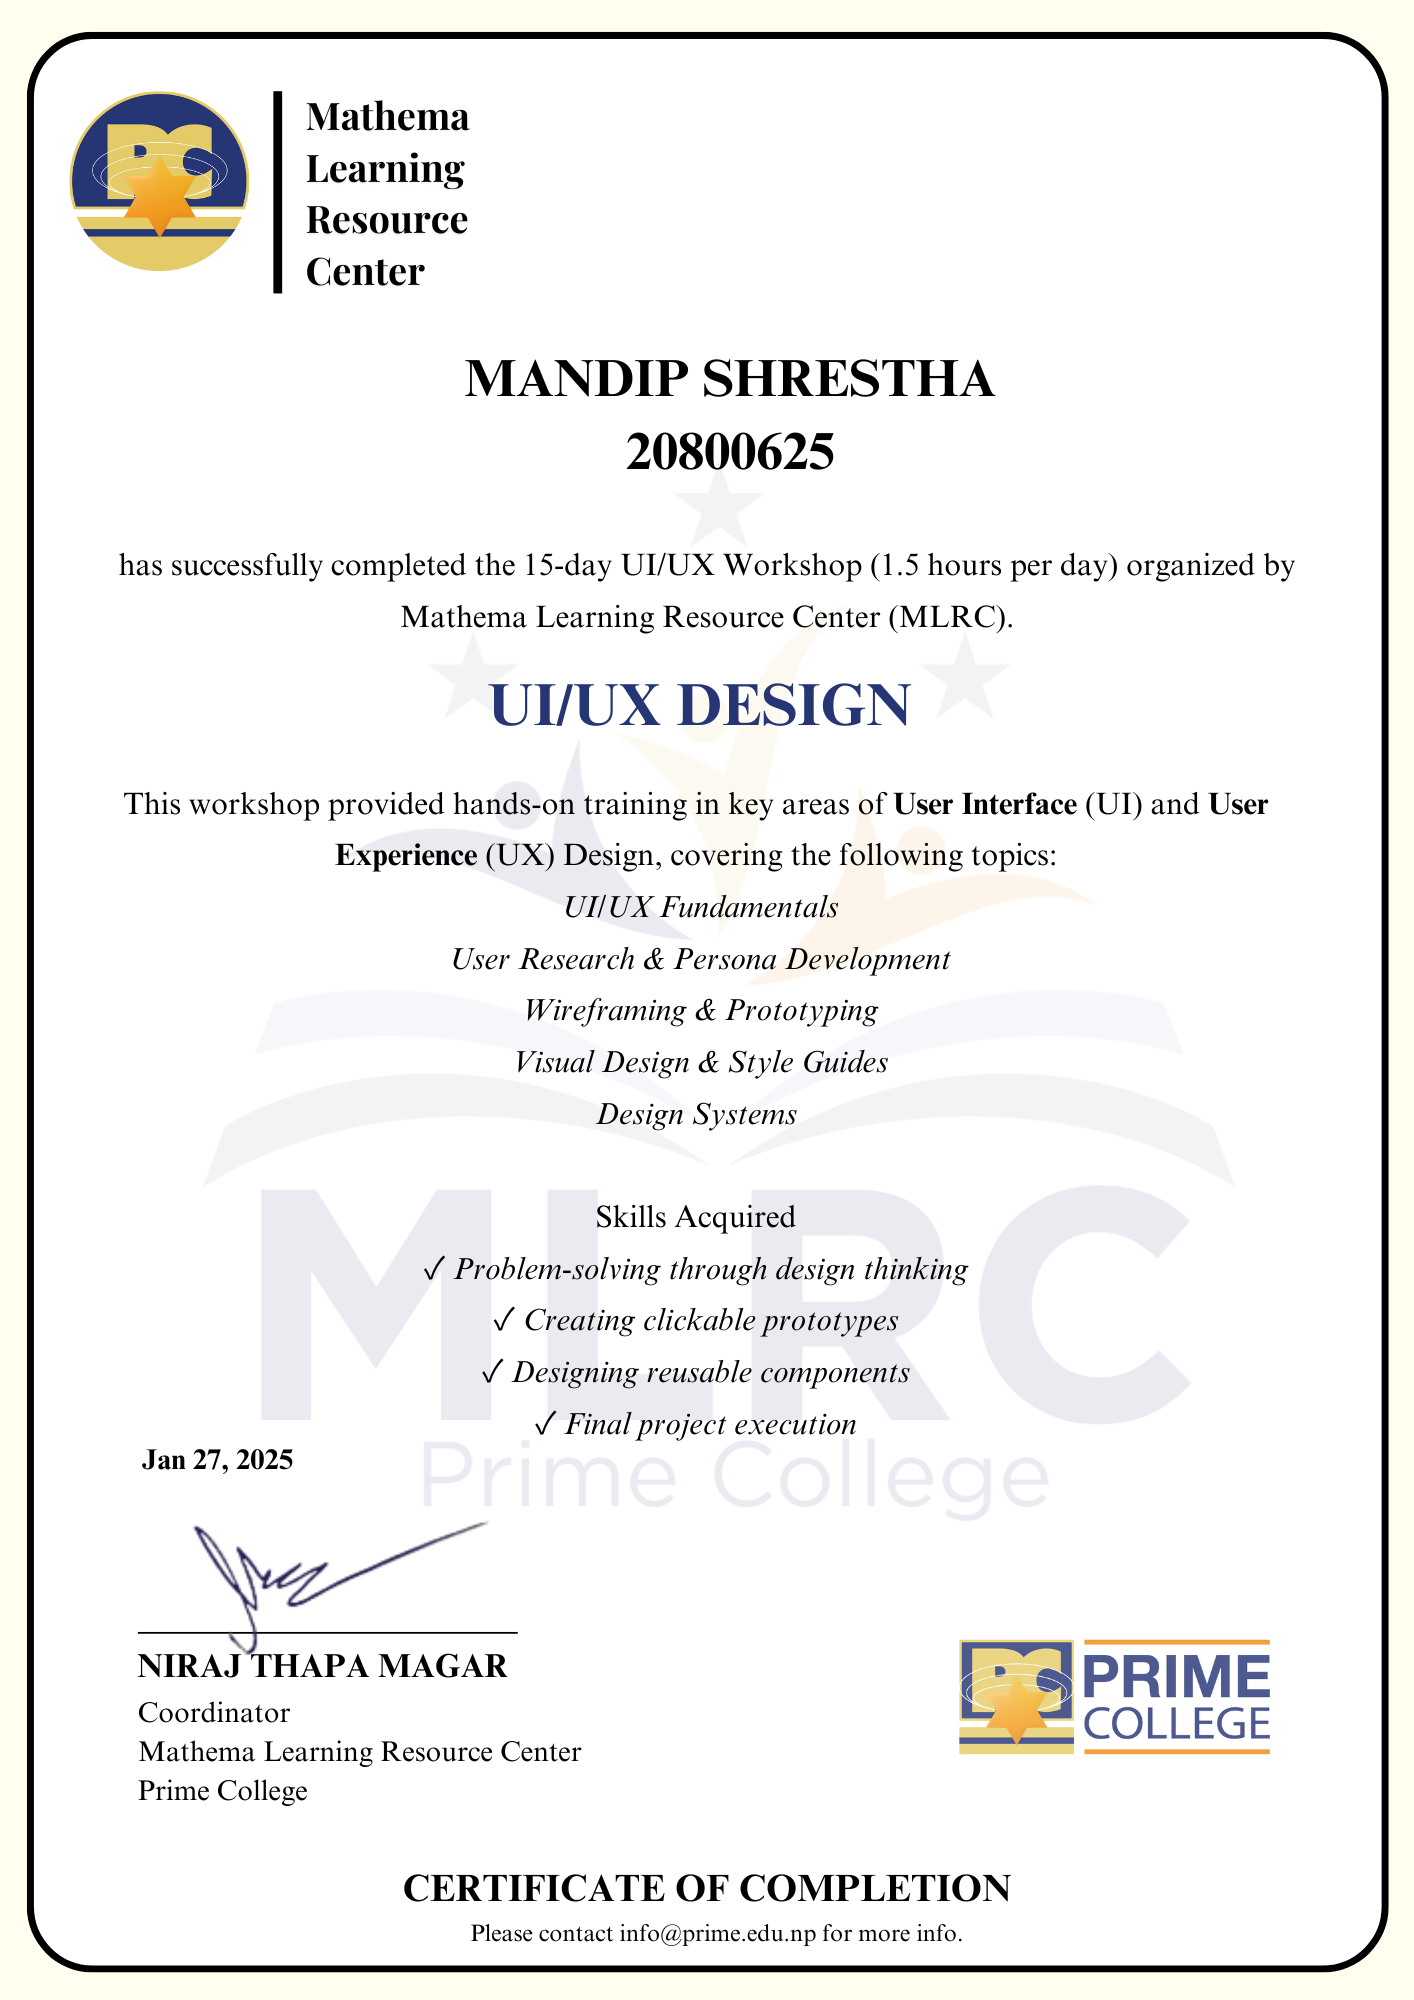 Mathema
Learning
Resource
Center
MANDIP SHRESTHA
20800625
has successfully completed the 15-day UI/UX Workshop (1.5 hours per day) organized by
Mathema Learning Resource Center (MLRC).
UI/UX DESIGN
This workshop provided hands-on training in key areas of User Interface (UI) and User
Experience (UX) Design, covering the following topics:
UI/UX Fundamentals
User Research & Persona Development
Wireframing & Prototyping
Visual Design & Style Guides
Design Systems
MLRC
Skills Acquired
✓ Problem-solving through design thinking
✓ Creating clickable prototypes
✓ Designing reusable components
✓ Final project execution
Jan 27, 2025
Prime College
NIRAJ THAPA MAGAR
Coordinator
Mathema Learning Resource Center
Prime College
PRIME
COLLEGE
CERTIFICATE OF COMPLETION
Please contact info@prime.edu.np for more info.